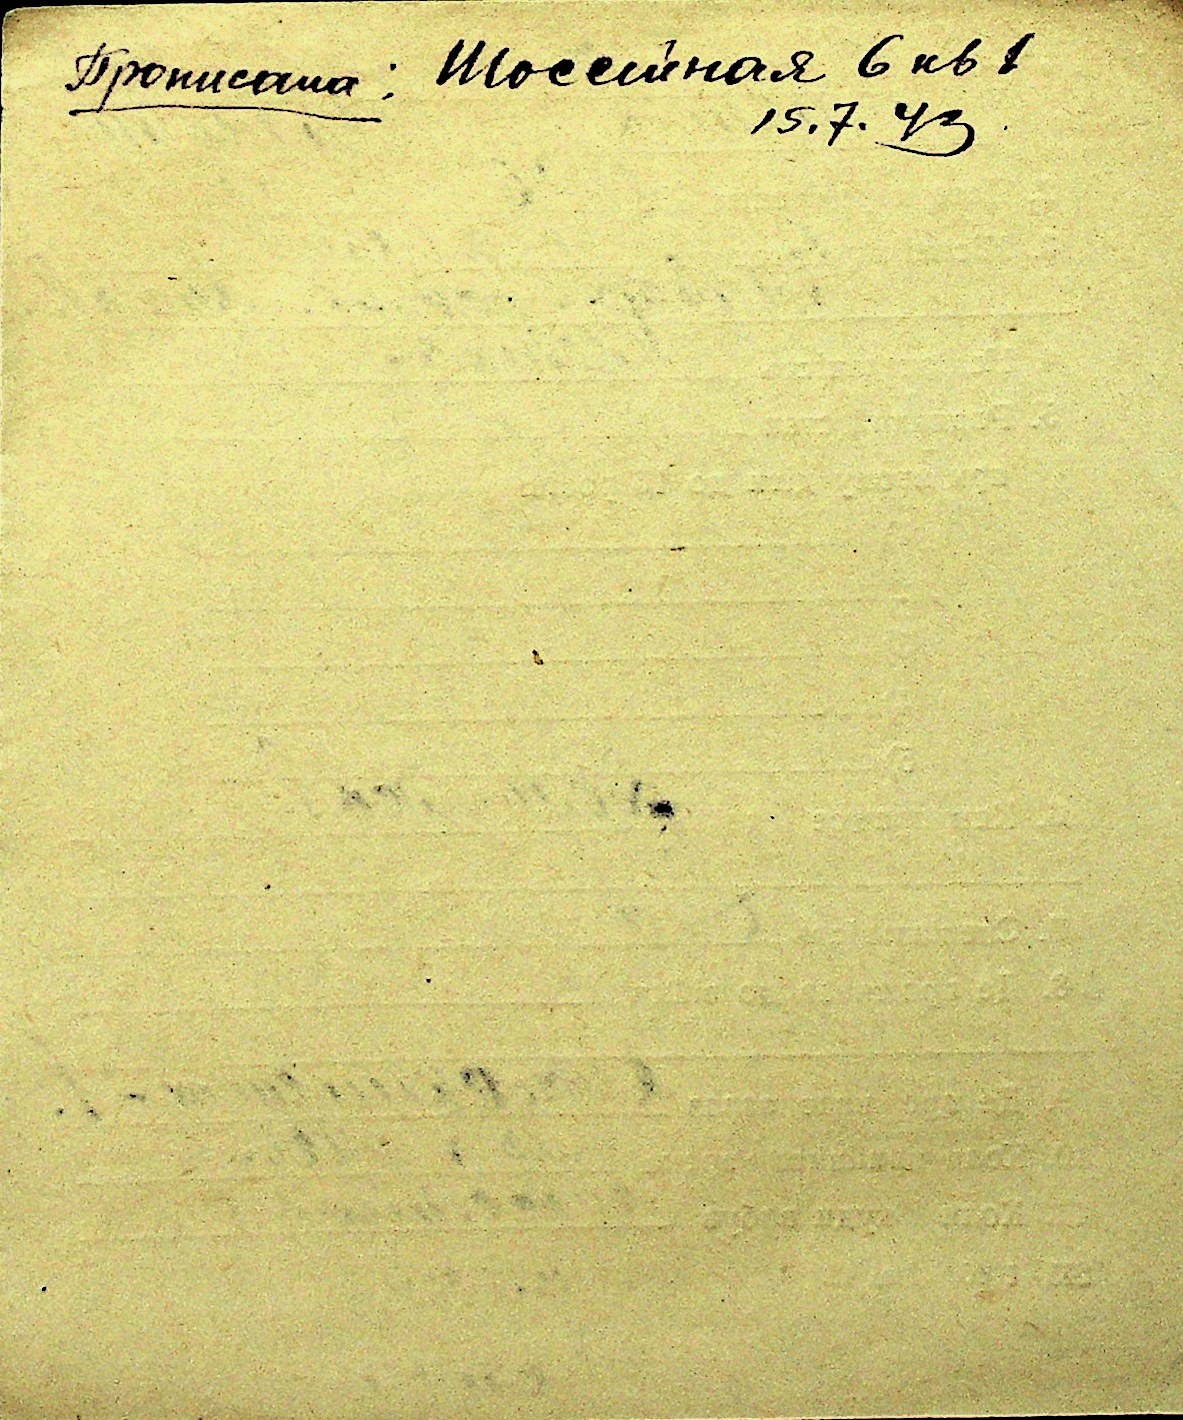 Прописана: Шоссейная 6 кв 1
15.7.43